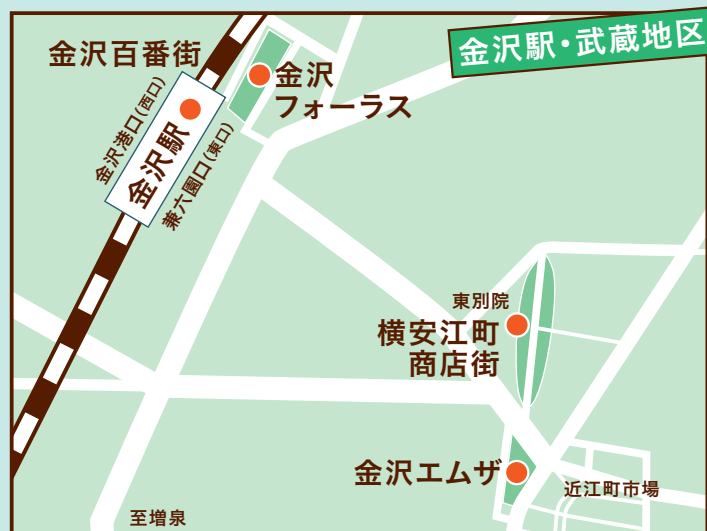 金沢駅・武蔵地区
金沢百番街
金沢
フォーラス
金沢港口(西口)
金沢駅
兼六園口(東口)
東別院
横安江町
商店街
金沢エムザ
近江町市場
至増泉